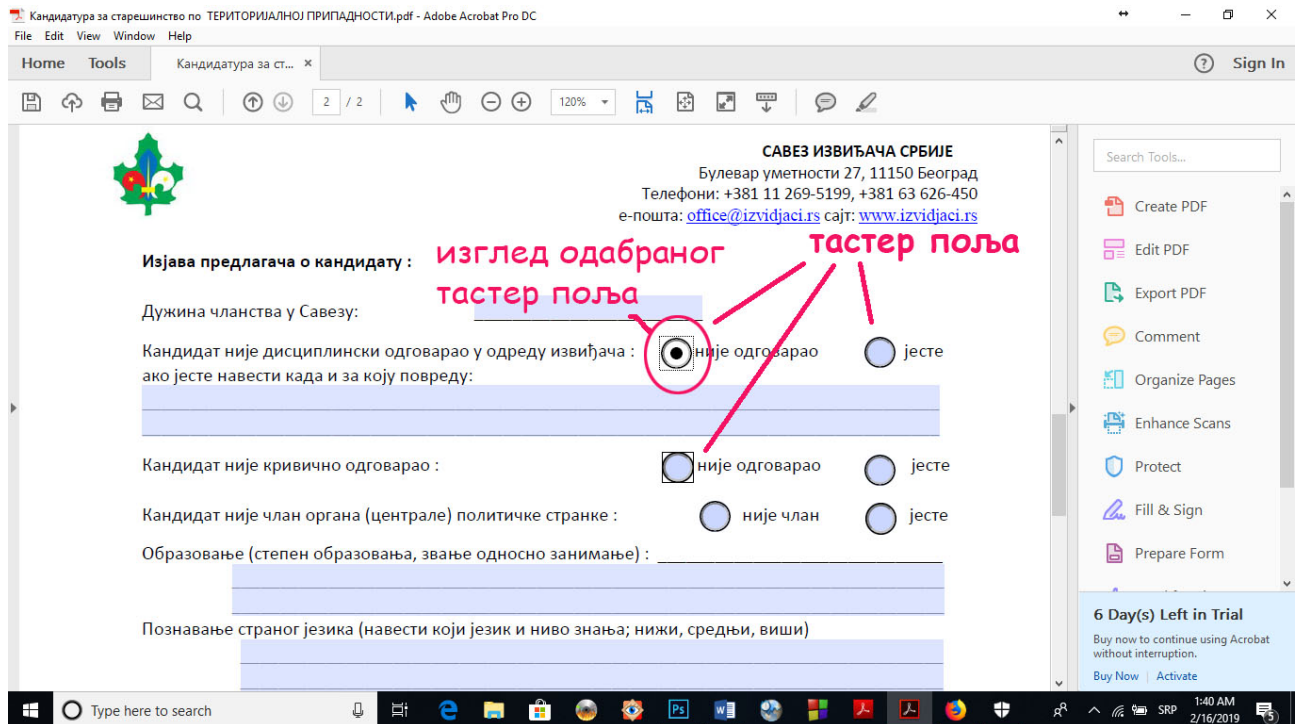 Кандидатура за старешинство по ТЕРИТОРИЈАЛНОЈ ПРИПАДНОСТИ.pdf - Adobe Acrobat Pro DC
File Edit View Window Help
Home Tools Кандидатура за ст... ×
Sign In
2 / 2 120%
САВЕЗ ИЗВИЂАЧА СРБИЈЕ
Булевар уметности 27, 11150 Београд
Телефони: +381 11 269-5199, +381 63 626-450
е-пошта: office@izvidjaci.rs сајт: www.izvidjaci.rs
изглед одабраног
тастер поља
тастер поља
Изјава предлагача о кандидату :
Дужина чланства у Савезу:
Кандидат није дисциплински одговарао у одреду извиђача : није одговарао јесте
ако јесте навести када и за коју повреду:
Кандидат није кривично одговарао : није одговарао јесте
Кандидат није члан органа (централе) политичке странке : није члан јесте
Образовање (степен образовања, звање односно занимање) :
Познавање страног језика (навести који језик и ниво знања; нижи, средњи, виши)
Search Tools...
Create PDF
Edit PDF
Export PDF
Comment
Organize Pages
Enhance Scans
Protect
Fill & Sign
Prepare Form
6 Day(s) Left in Trial
Buy now to continue using Acrobat
without interruption.
Buy Now | Activate
Type here to search
SRP
1:40 AM
2/16/2019